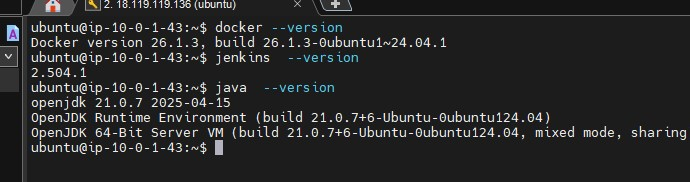 2. 18.119.119.136 (ubuntu)
ubuntu@ip-10-0-1-43:~$ docker --version
Docker version 26.1.3, build 26.1.3-0ubuntu1~24.04.1
ubuntu@ip-10-0-1-43:~$ jenkins --version
2.504.1
ubuntu@ip-10-0-1-43:~$ java --version
openjdk 21.0.7 2025-04-15
OpenJDK Runtime Environment (build 21.0.7+6-Ubuntu-0ubuntu124.04)
OpenJDK 64-Bit Server VM (build 21.0.7+6-Ubuntu-0ubuntu124.04, mixed mode, sharing
ubuntu@ip-10-0-1-43:~$